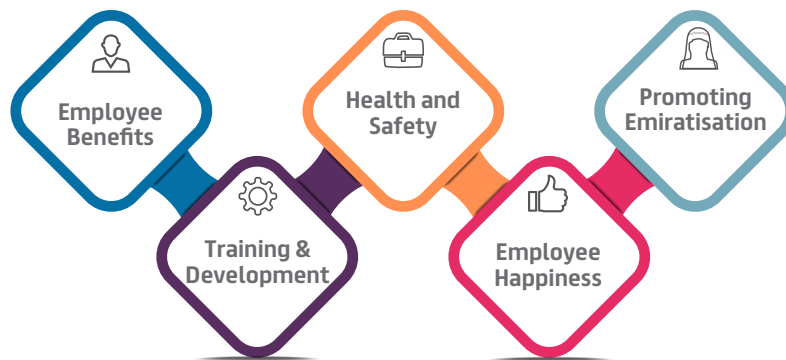 Employee
Benefits
Training &
Development
Health and
Safety
Employee
Happiness
Promoting
Emiratisation